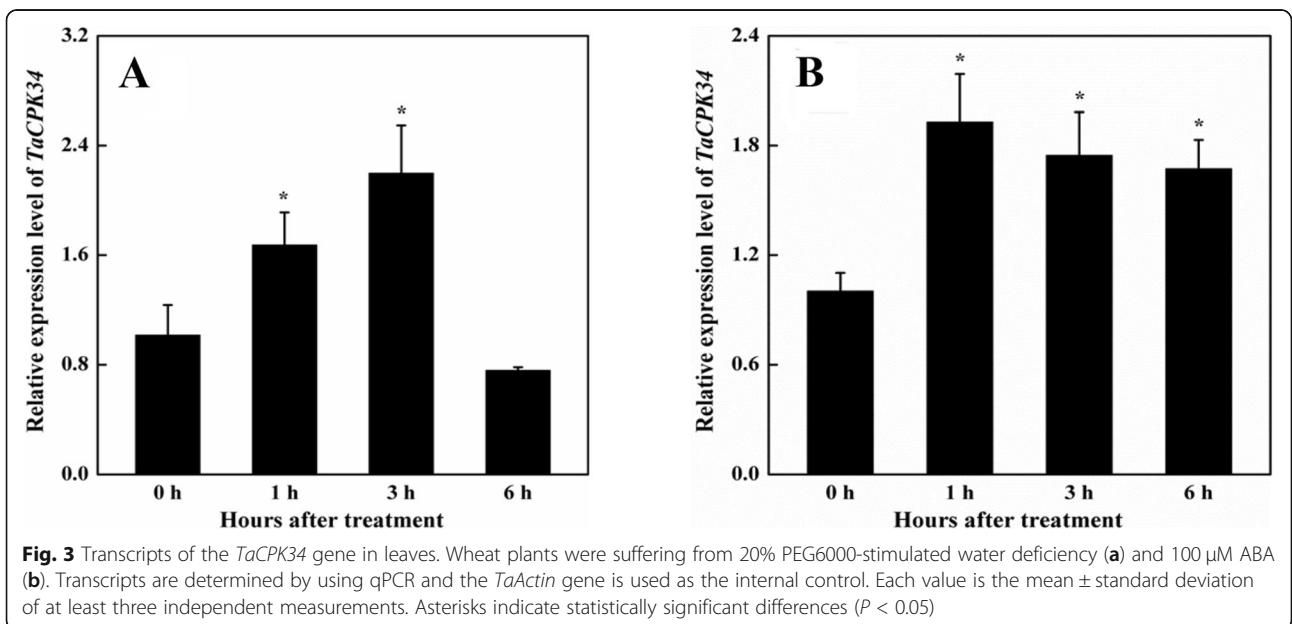 A
3.2
2.4
1.6
0.8
0.0
Relative expression level of TaCPK34
*
*
0 h 1 h 3 h 6 h
Hours after treatment
B
2.4
1.8
1.2
0.6
0.0
Relative expression level of TaCPK34
*
*
*
0 h 1 h 3 h 6 h
Hours after treatment
Fig. 3 Transcripts of the TaCPK34 gene in leaves. Wheat plants were suffering from 20% PEG6000-stimulated water deficiency (a) and 100 μM ABA
(b). Transcripts are determined by using qPCR and the TaActin gene is used as the internal control. Each value is the mean ± standard deviation
of at least three independent measurements. Asterisks indicate statistically significant differences (P < 0.05)